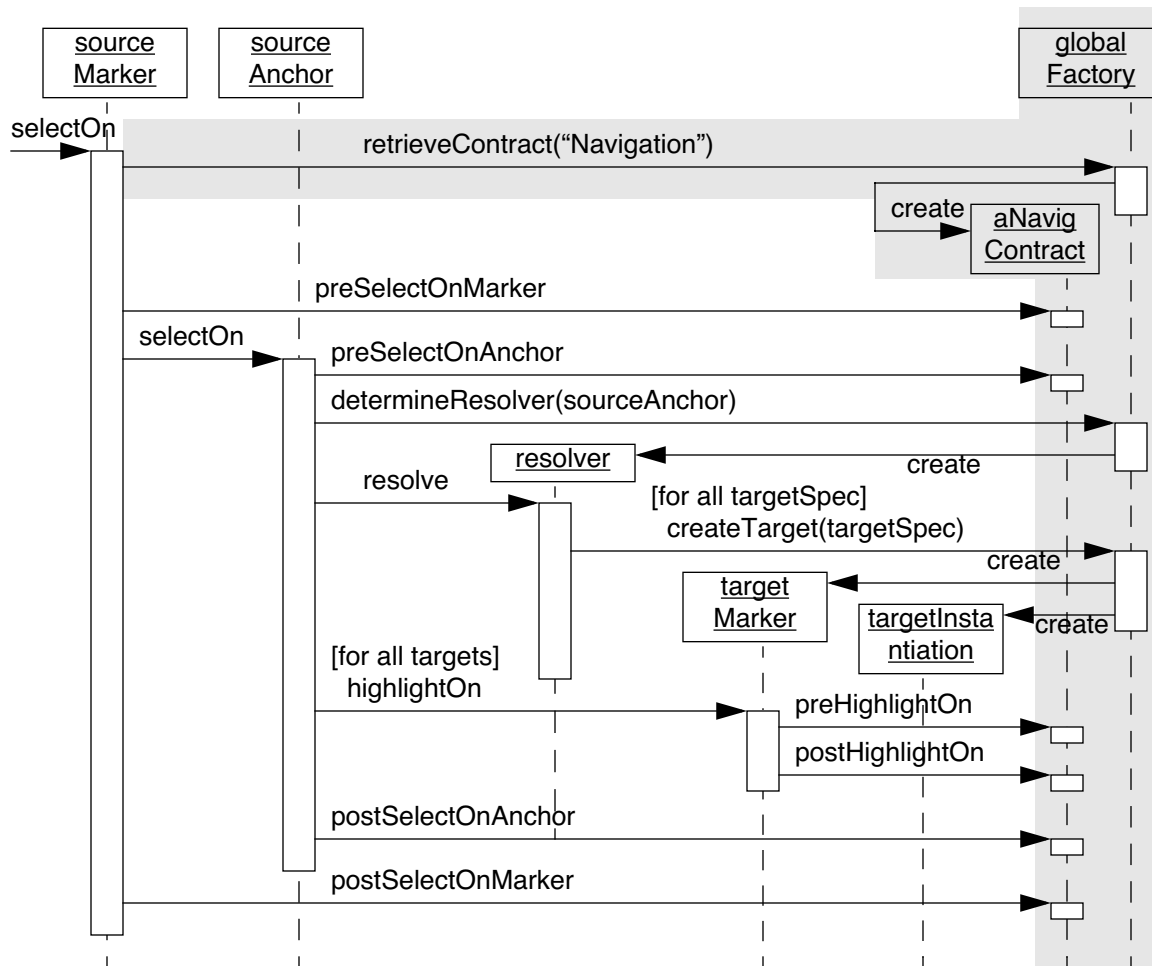 source
Marker
source
Anchor
global
Factory
selectOn
retrieveContract(“Navigation”)
create
aNavig
Contract
preSelectOnMarker
selectOn
preSelectOnAnchor
determineResolver(sourceAnchor)
resolver
create
resolve
[for all targetSpec]
createTarget(targetSpec)
create
target
Marker
targetInsta
ntiation
create
[for all targets]
highlightOn
preHighlightOn
postHighlightOn
postSelectOnAnchor
postSelectOnMarker